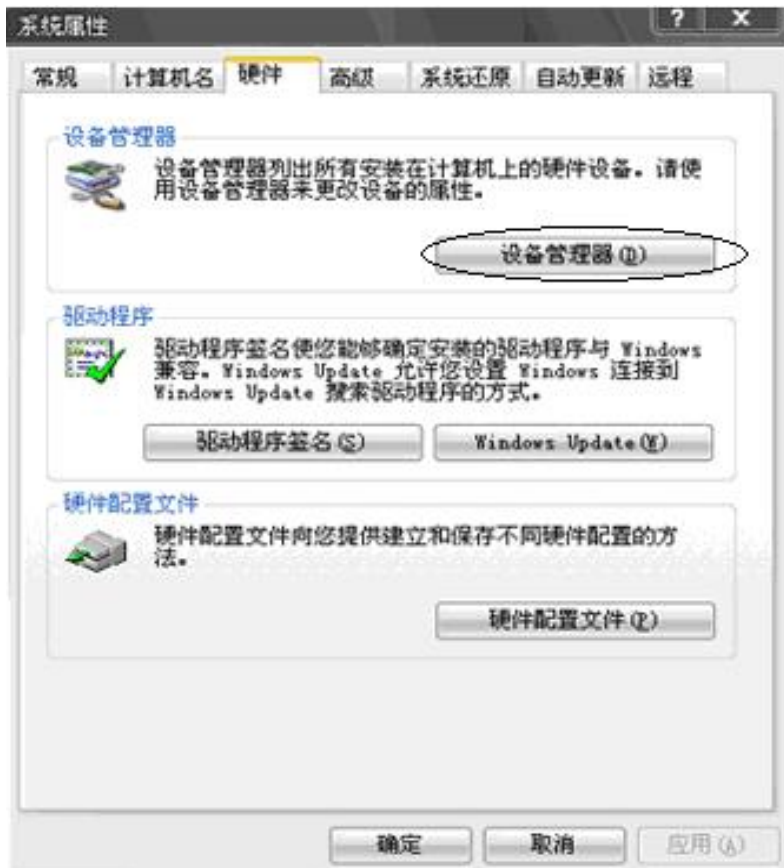 系统属性
? X
常规 计算机名 硬件 高级 系统还原 自动更新 远程
设备管理器
设备管理器列出所有安装在计算机上的硬件设备。请使
用设备管理器来更改设备的属性。
设备管理器(D)
驱动程序
驱动程序签名使您能够确定安装的驱动程序与 Windows
兼容。Windows Update 允许您设置 Windows 连接到
Windows Update 搜索驱动程序的方式。
驱动程序签名(S) Windows Update(W)
硬件配置文件
硬件配置文件向您提供建立和保存不同硬件配置的方
法。
硬件配置文件(P)
确定 取消 应用(A)